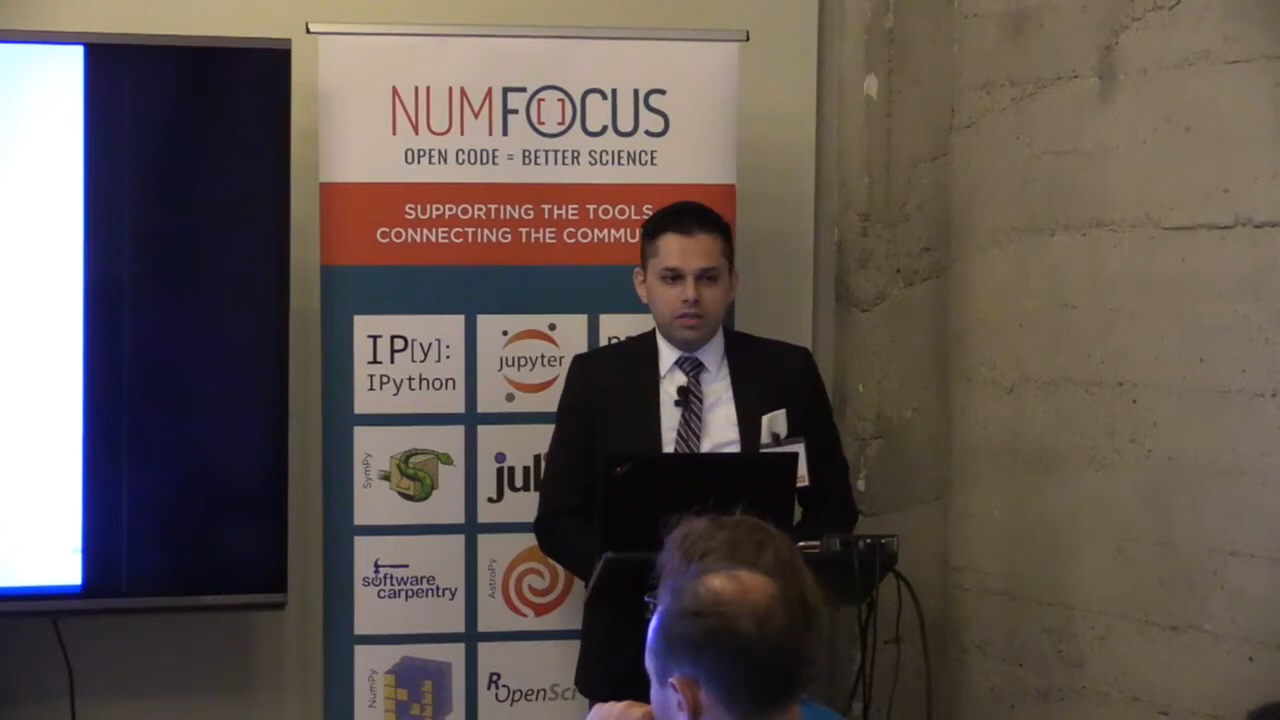 NUMFOCUS
OPEN CODE = BETTER SCIENCE
SUPPORTING THE TOOLS
CONNECTING THE COMMU
IP[y]:
IPython
jupyter
SymPy
jul
software
carpentry
AstroPy
NumPy
ROpenSci